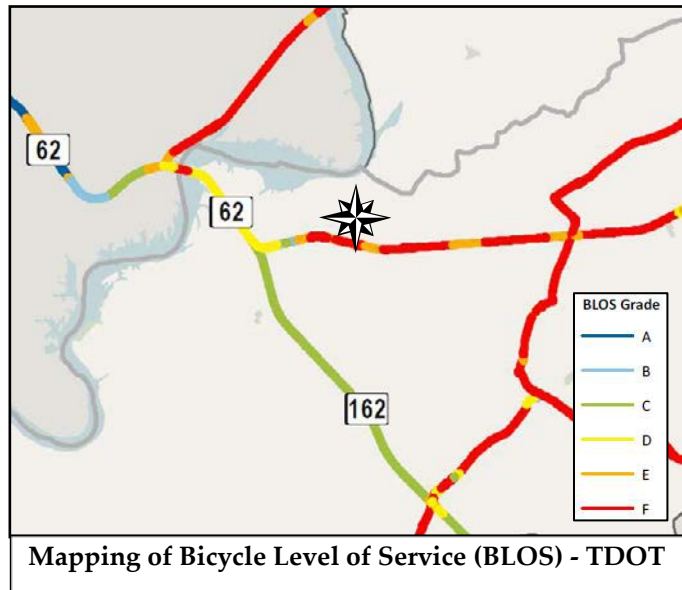 62
62
162
BLOS Grade
A
B
C
D
E
F
Mapping of Bicycle Level of Service (BLOS) - TDOT